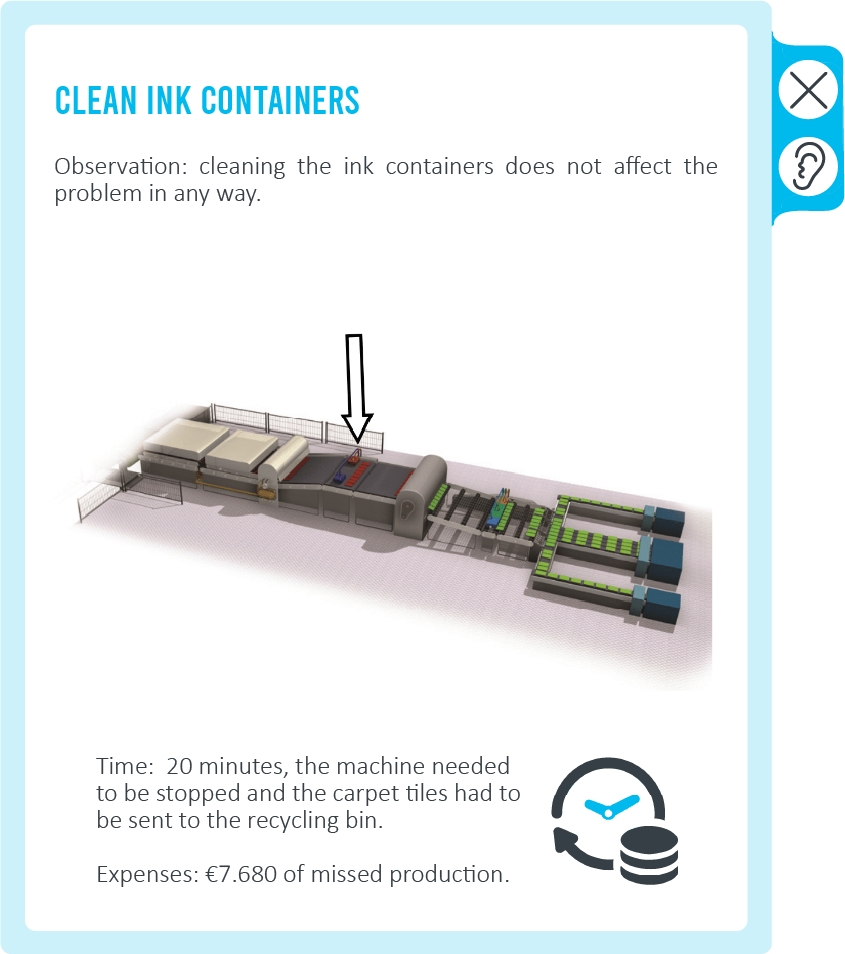 CLEAN INK CONTAINERS
Observation: cleaning the ink containers does not affect the
problem in any way.
Time:  20 minutes, the machine needed
to be stopped and the carpet tiles had to
be sent to the recycling bin.
Expenses: €7.680 of missed production.